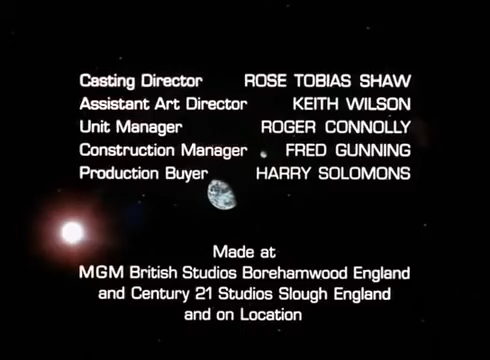 Casting Director ROSE TOBIAS SHAW
Assistant Art Director KEITH WILSON
Unit Manager ROGER CONNOLLY
Construction Manager FRED GUNNING
Production Buyer HARRY SOLOMONS
Made at
MGM British Studios Borehamwood England
and Century 21 Studios Slough England
and on Location